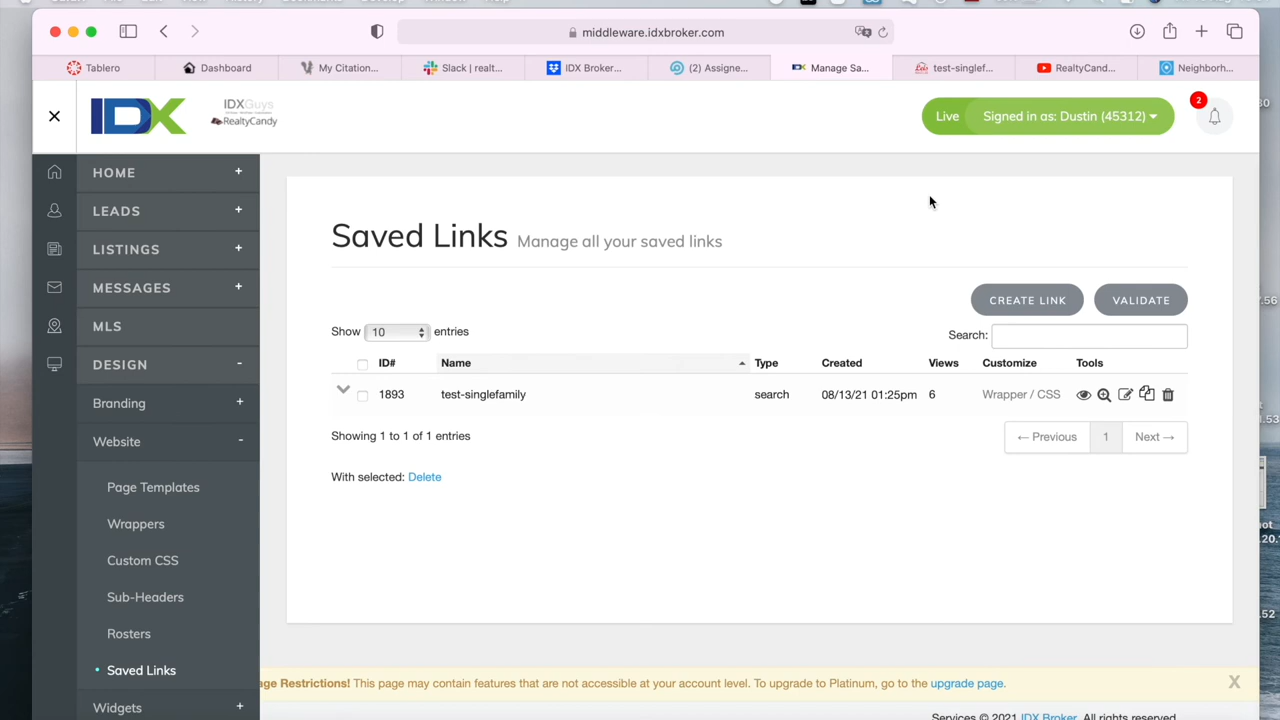 middleware.idxbroker.com
Tablero
Dashboard
My Citation...
Slack | realt...
IDX Broker...
(2) Assigne...
Manage Sa...
test-singlef...
RealtyCand...
Neighborh...
IDX
IDXGuys
RealtyCandy
Live
Signed in as: Dustin (45312)
2
HOME +
LEADS +
LISTINGS +
MESSAGES +
MLS
DESIGN -
Branding
Website -
Page Templates
Wrappers
Custom CSS
Sub-Headers
Rosters
Saved Links
Widgets +
Saved Links Manage all your saved links
CREATE LINK
VALIDATE
Show 10 entries
Search:
ID# Name Type Created Views Customize Tools
1893 test-singlefamily search 08/13/21 01:25pm 6 Wrapper / CSS
Showing 1 to 1 of 1 entries
← Previous 1 Next →
With selected: Delete
age Restrictions! This page may contain features that are not accessible at your account level. To upgrade to Platinum, go to the upgrade page. X
Services © 2021 IDX Broker. All rights reserved.